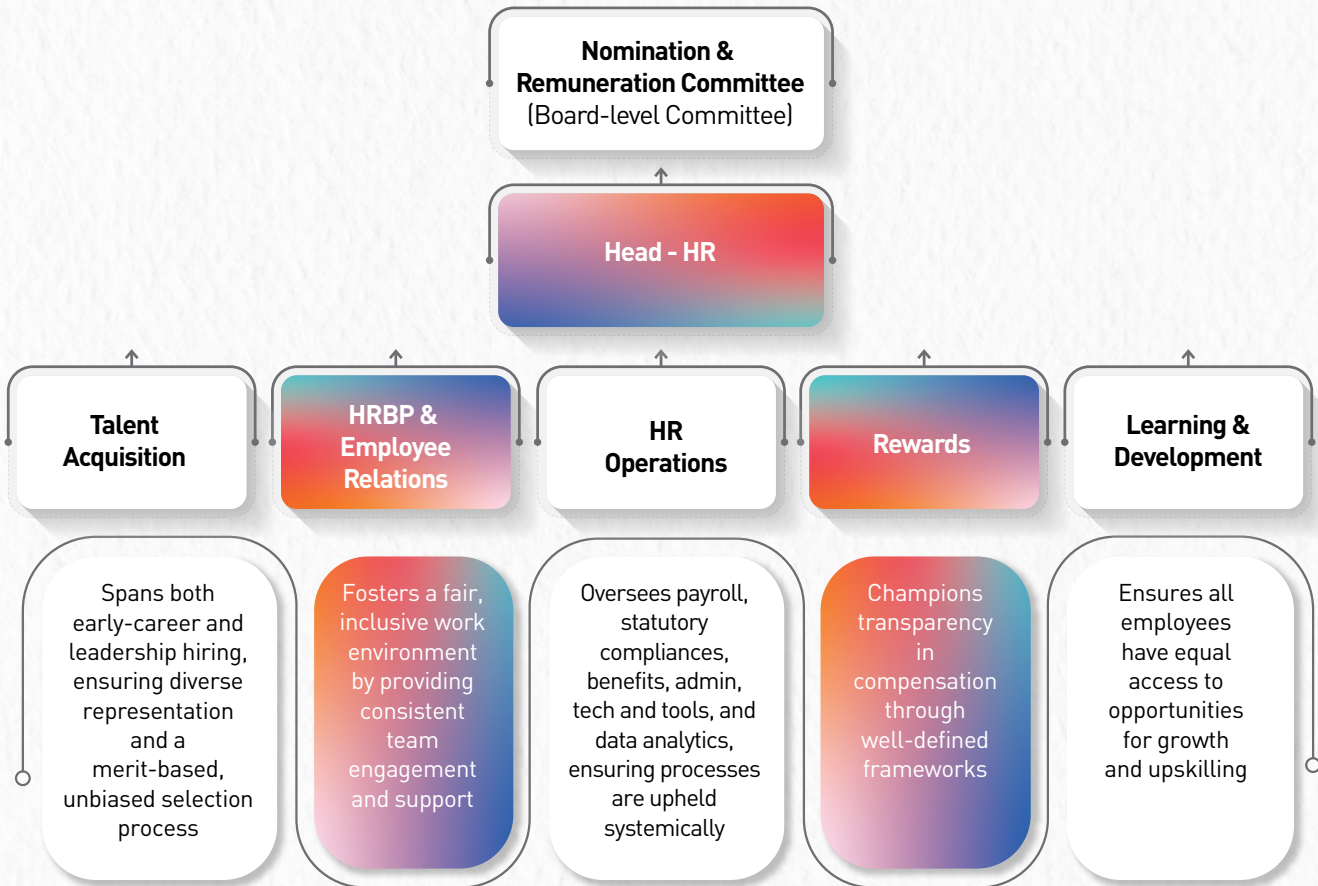 Nomination &
Remuneration Committee
(Board-level Committee)
Head - HR
Talent
Acquisition
HRBP &
Employee
Relations
HR
Operations
Rewards
Learning &
Development
Spans both
early-career and
leadership hiring,
ensuring diverse
representation
and a
merit-based,
unbiased selection
process
Fosters a fair,
inclusive work
environment
by providing
consistent
team
engagement
and support
Oversees payroll,
statutory
compliances,
benefits, admin,
tech and tools, and
data analytics,
ensuring processes
are upheld
systemically
Champions
transparency
in
compensation
through
well-defined
frameworks
Ensures all
employees
have equal
access to
opportunities
for growth
and upskilling